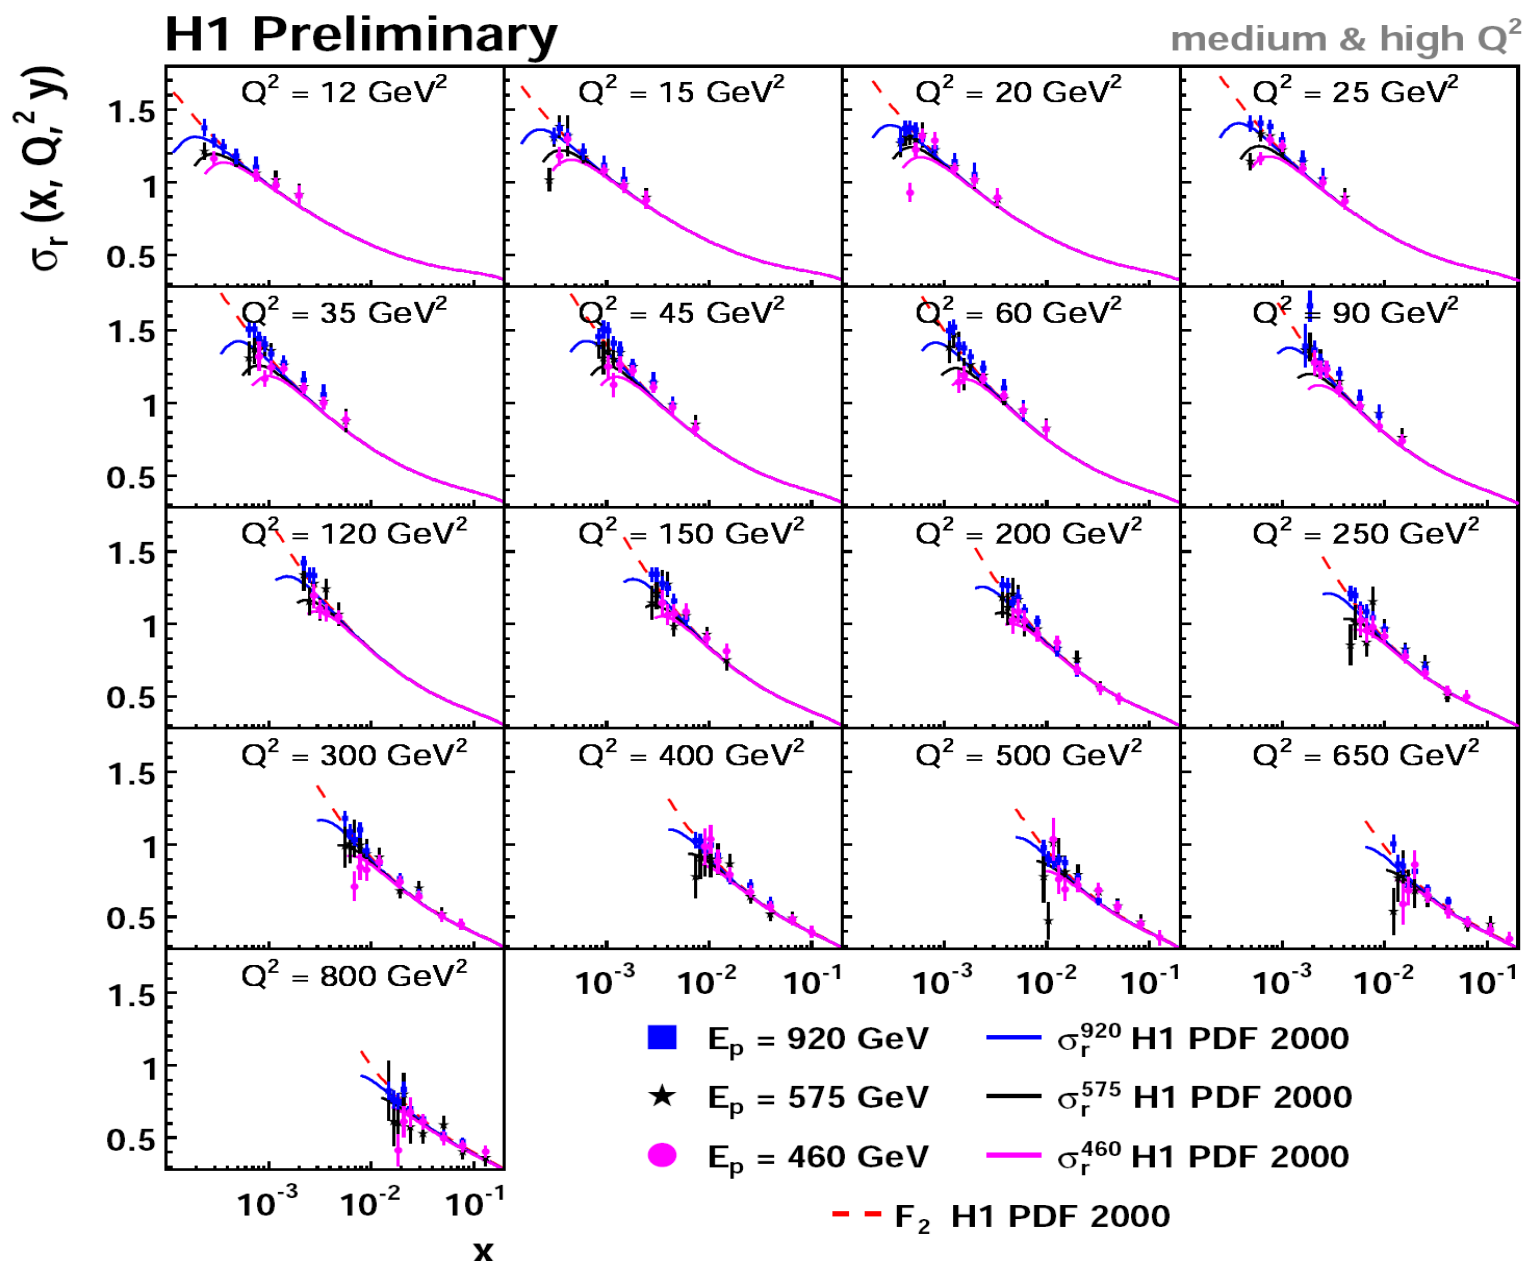 H1 Preliminary
medium & high Q²
σr (x, Q,² y)
Q² = 12 GeV²
Q² = 15 GeV²
Q² = 20 GeV²
Q² = 25 GeV²
1.5
1
0.5
Q² = 35 GeV²
Q² = 45 GeV²
Q² = 60 GeV²
Q² = 90 GeV²
1.5
1
0.5
Q² = 120 GeV²
Q² = 150 GeV²
Q² = 200 GeV²
Q² = 250 GeV²
1.5
1
0.5
Q² = 300 GeV²
Q² = 400 GeV²
Q² = 500 GeV²
Q² = 650 GeV²
1.5
1
0.5
Q² = 800 GeV²
10⁻³ 10⁻² 10⁻¹
10⁻³ 10⁻² 10⁻¹
10⁻³ 10⁻² 10⁻¹
1.5
1
0.5
10⁻³ 10⁻² 10⁻¹
x
Ep = 920 GeV
σr⁹²⁰ H1 PDF 2000
Ep = 575 GeV
σr⁵⁷⁵ H1 PDF 2000
Ep = 460 GeV
σr⁴⁶⁰ H1 PDF 2000
F₂ H1 PDF 2000